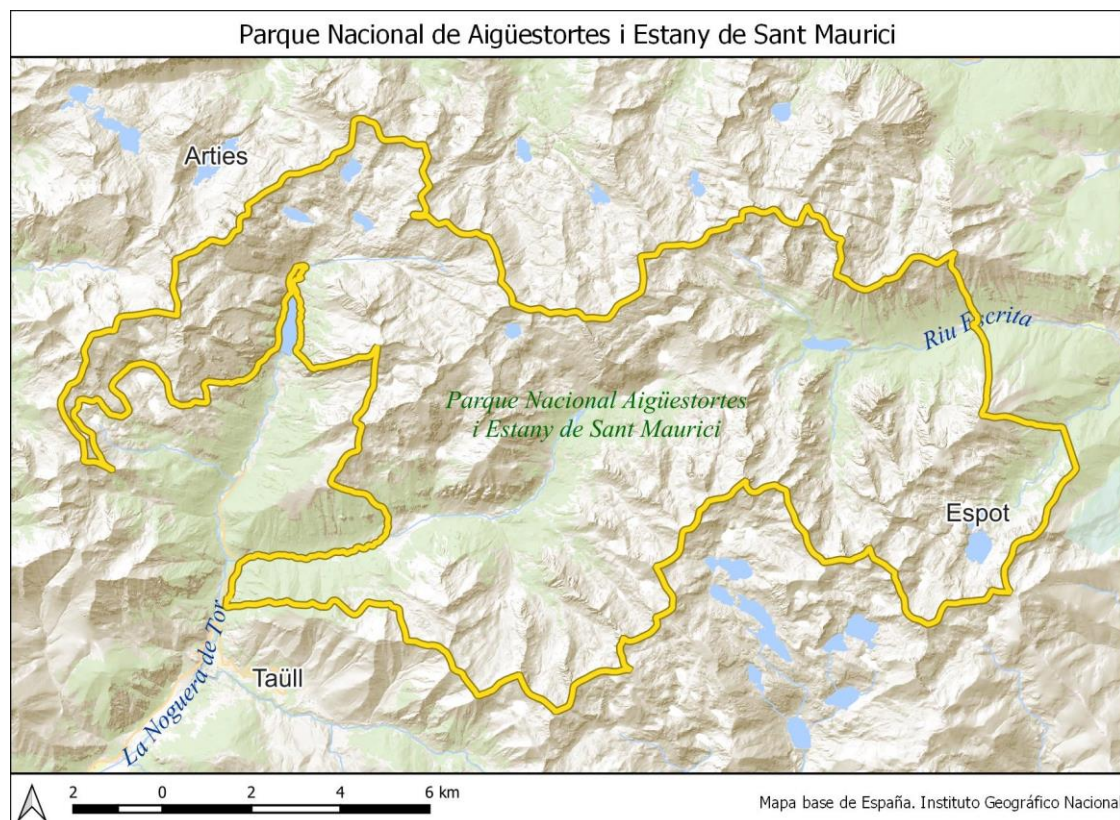 Parque Nacional de Aigüestortes i Estany de Sant Maurici
Arties
Riu Escrita
Parque Nacional Aigüestortes
i Estany de Sant Maurici
Espot
Taüll
La Noguera de Tor
2 0 2 4 6 km
Mapa base de España. Instituto Geográfico Nacional